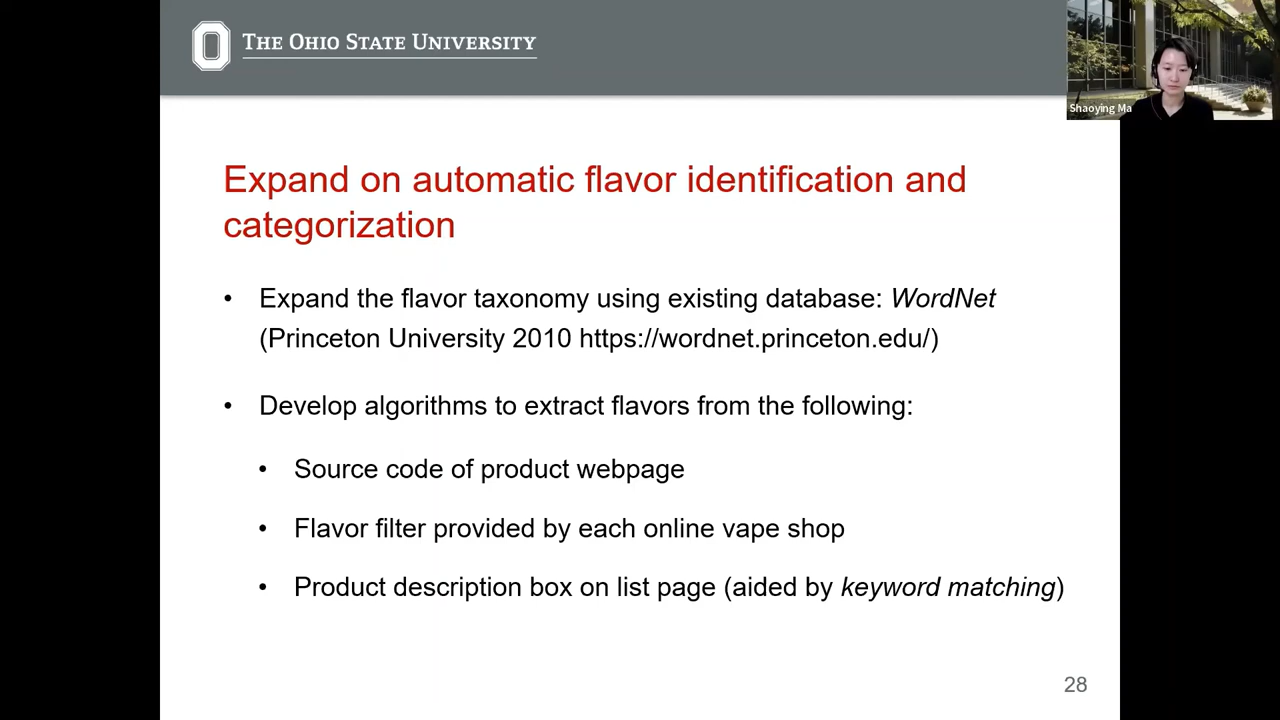 THE OHIO STATE UNIVERSITY
Shaoying Ma
Expand on automatic flavor identification and
categorization
• Expand the flavor taxonomy using existing database: WordNet
(Princeton University 2010 https://wordnet.princeton.edu/)
• Develop algorithms to extract flavors from the following:
• Source code of product webpage
• Flavor filter provided by each online vape shop
• Product description box on list page (aided by keyword matching)
28